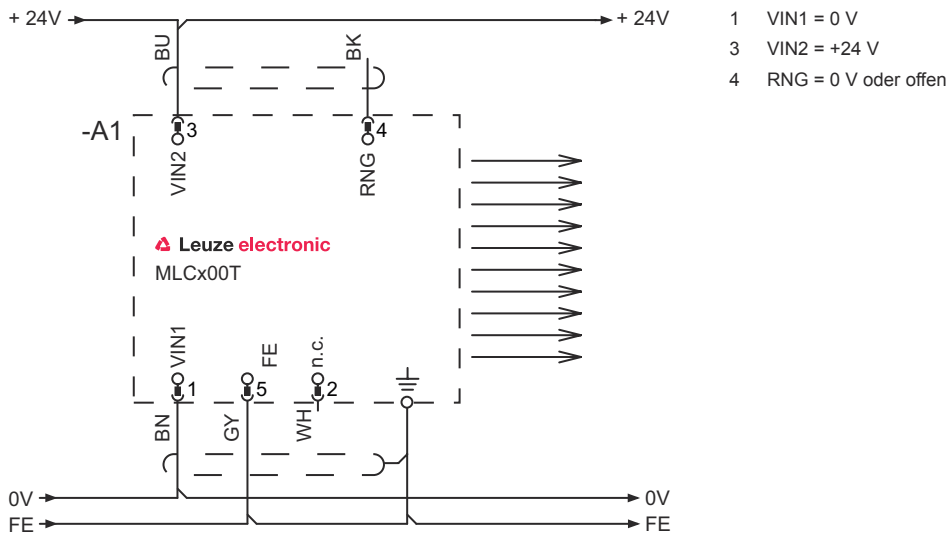 + 24V
+ 24V
1 VIN1 = 0 V
3 VIN2 = +24 V
4 RNG = 0 V oder offen
BU
BK
-A1
3
4
VIN2
RNG
Leuze electronic
MLCx00T
VIN1
FE
n.c.
1
5
2
BN
GY
WH
0V
0V
FE
FE